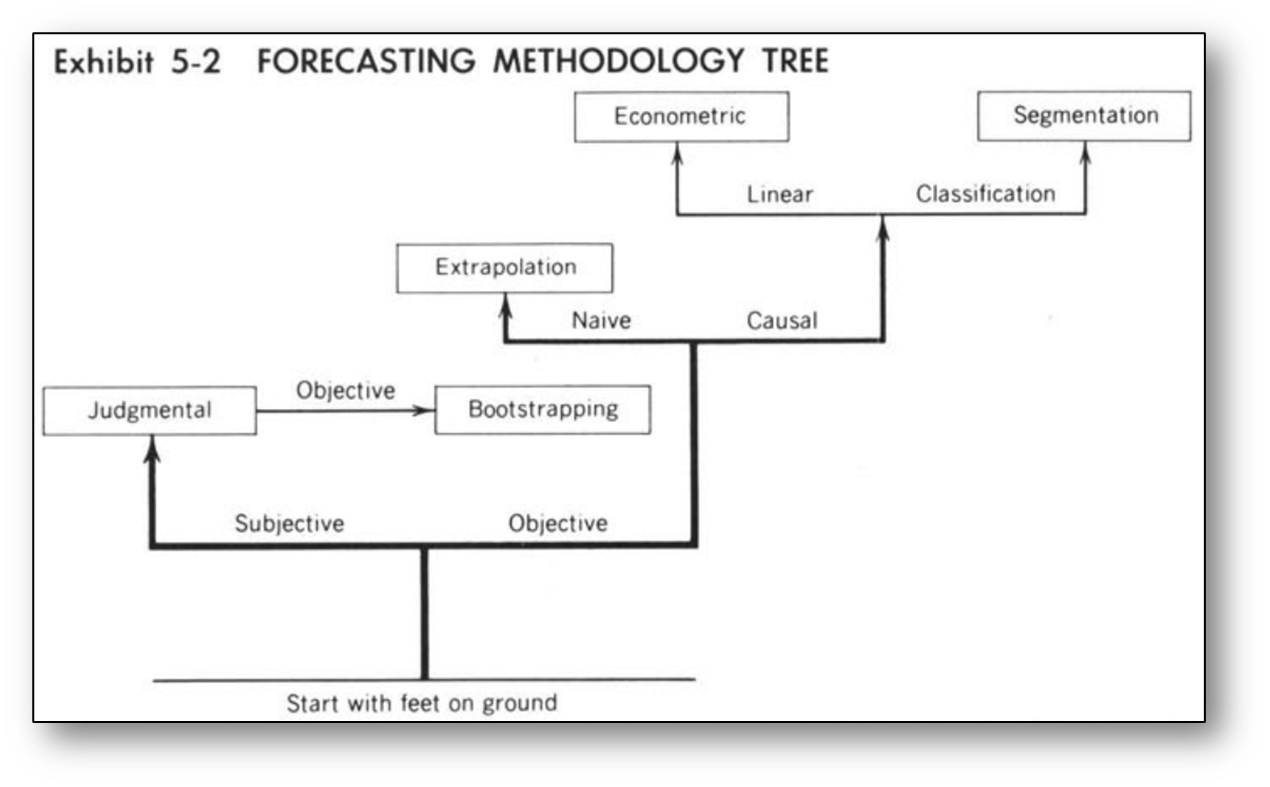 Exhibit 5-2 FORECASTING METHODOLOGY TREE
Econometric
Segmentation
Linear
Classification
Extrapolation
Naive
Causal
Judgmental
Objective
Bootstrapping
Subjective
Objective
Start with feet on ground